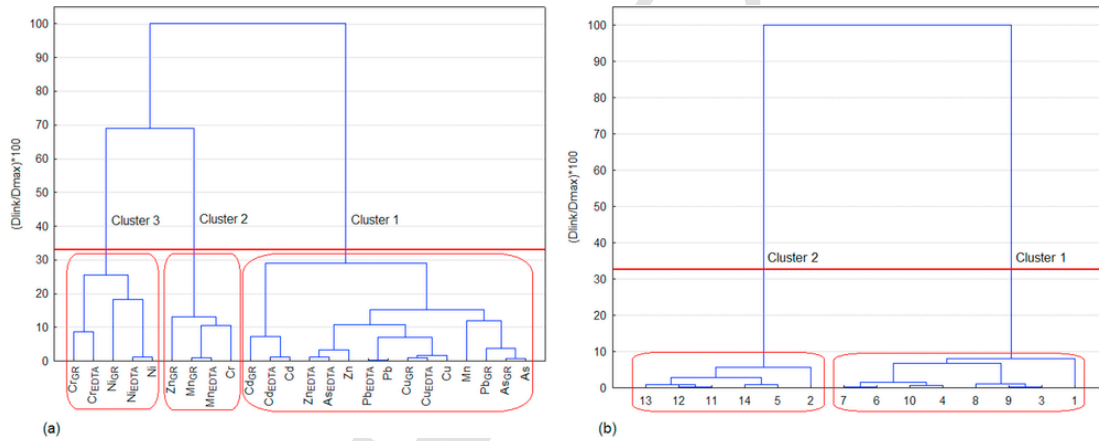 100
90
80
70
60
50
40
30
20
10
0
(Dlink/Dmax)*100
Cluster 3
Cluster 2
Cluster 1
CrGR
CrEDTA
NiGR
NiEDTA
Ni
ZnGR
MnGR
MnEDTA
Cr
CdGR
CdEDTA
Cd
ZnEDTA
AsEDTA
Zn
PbEDTA
Pb
CuGR
CuEDTA
Cu
Mn
PbGR
AsGR
As
(a)
100
90
80
70
60
50
40
30
20
10
0
(Dlink/Dmax)*100
Cluster 2
Cluster 1
13 12 11 14 5 2 7 6 10 4 8 9 3 1
(b)